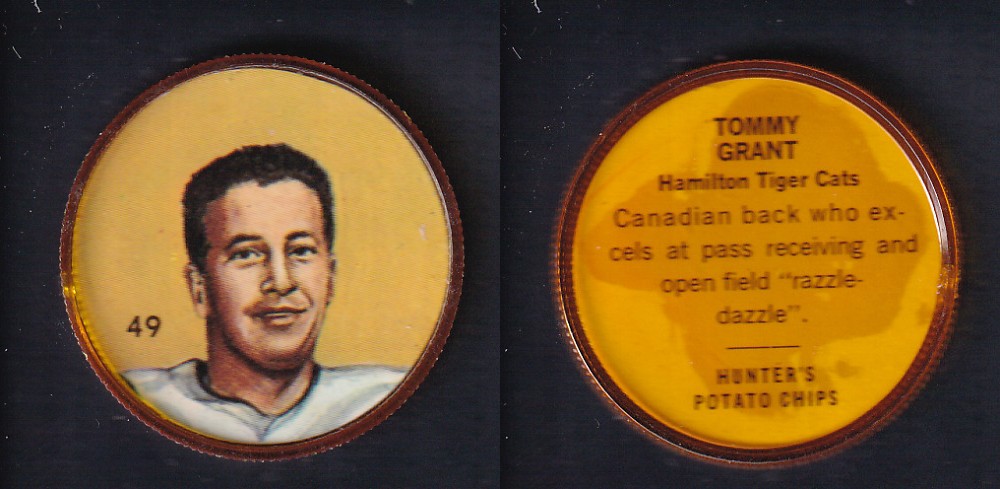 49
TOMMY
GRANT
Hamilton Tiger Cats
Canadian back who ex-
cels at pass receiving and
open field "razzle-
dazzle".
HUNTER'S
POTATO CHIPS